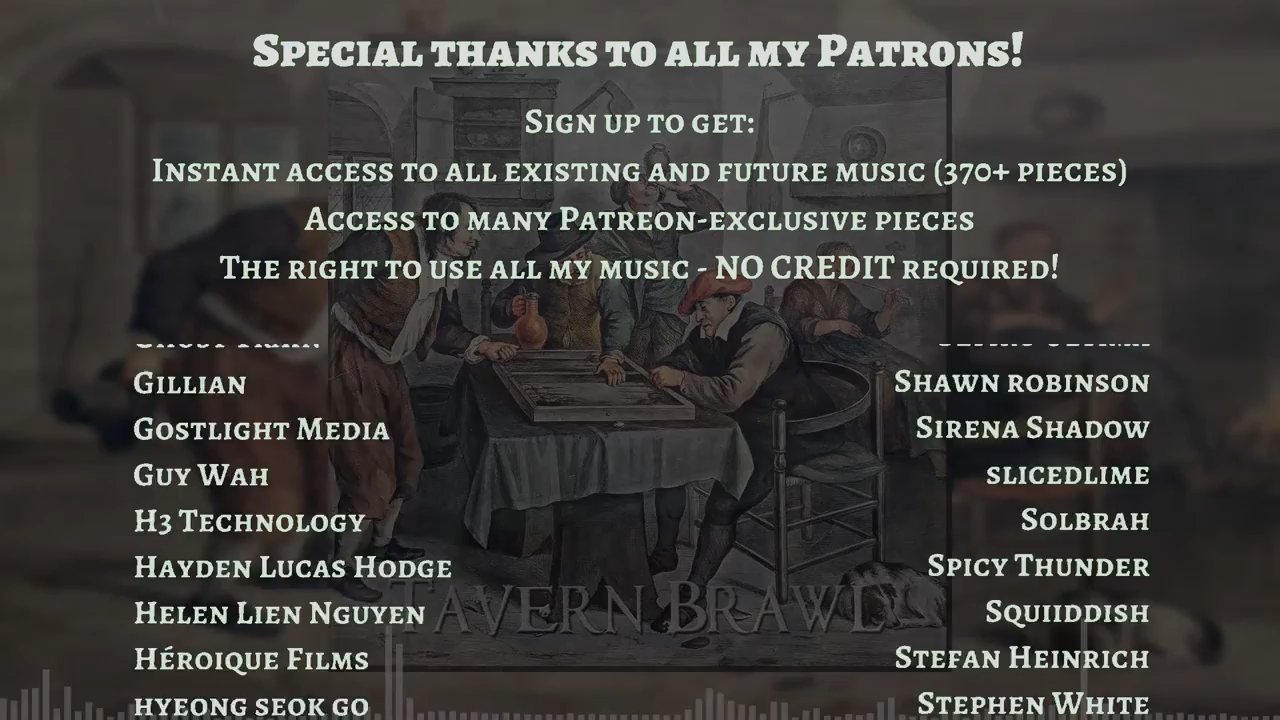 Special thanks to all my Patrons!
Sign up to get:
Instant access to all existing and future music (370+ pieces)
Access to many Patreon-exclusive pieces
The right to use all my music - NO CREDIT required!
Gillian
Gostlight Media
Guy Wah
H3 Technology
Hayden Lucas Hodge
Helen Lien Nguyen
Héroique Films
hyeong seok go
Shawn robinson
Sirena Shadow
slicedlime
Solbrah
Spicy Thunder
Squiiddish
Stefan Heinrich
Stephen White
Tavern Brawl